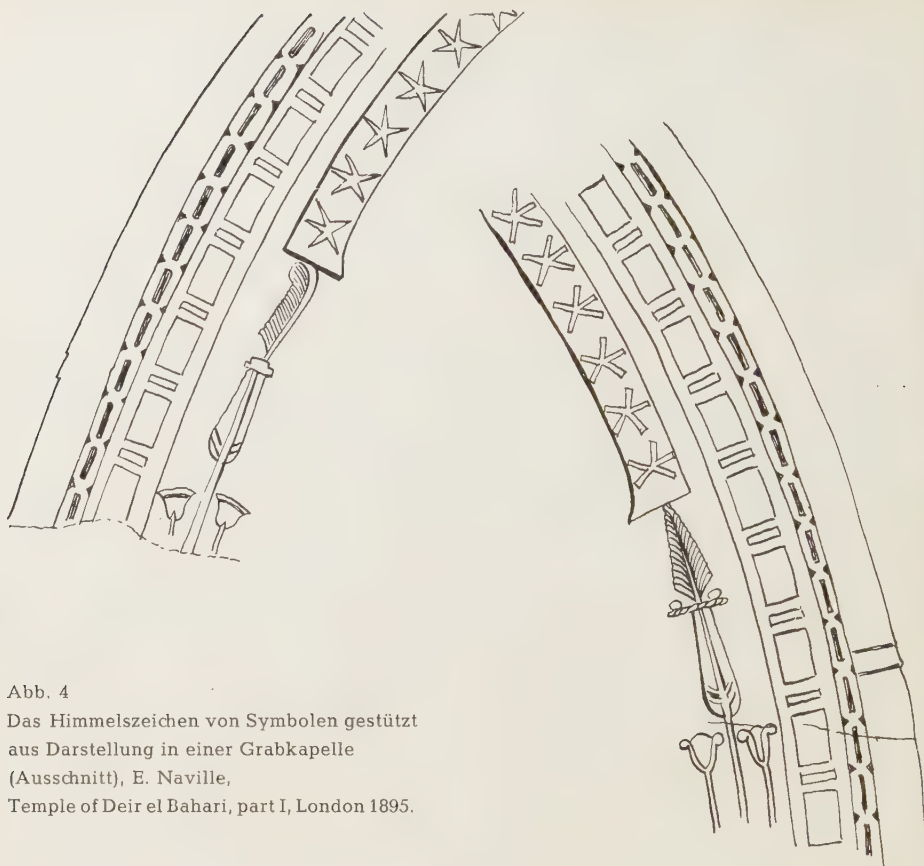 Abb. 4
Das Himmelszeichen von Symbolen gestützt
aus Darstellung in einer Grabkapelle
(Ausschnitt), E. Naville,
Temple of Deir el Bahari, part I, London 1895.